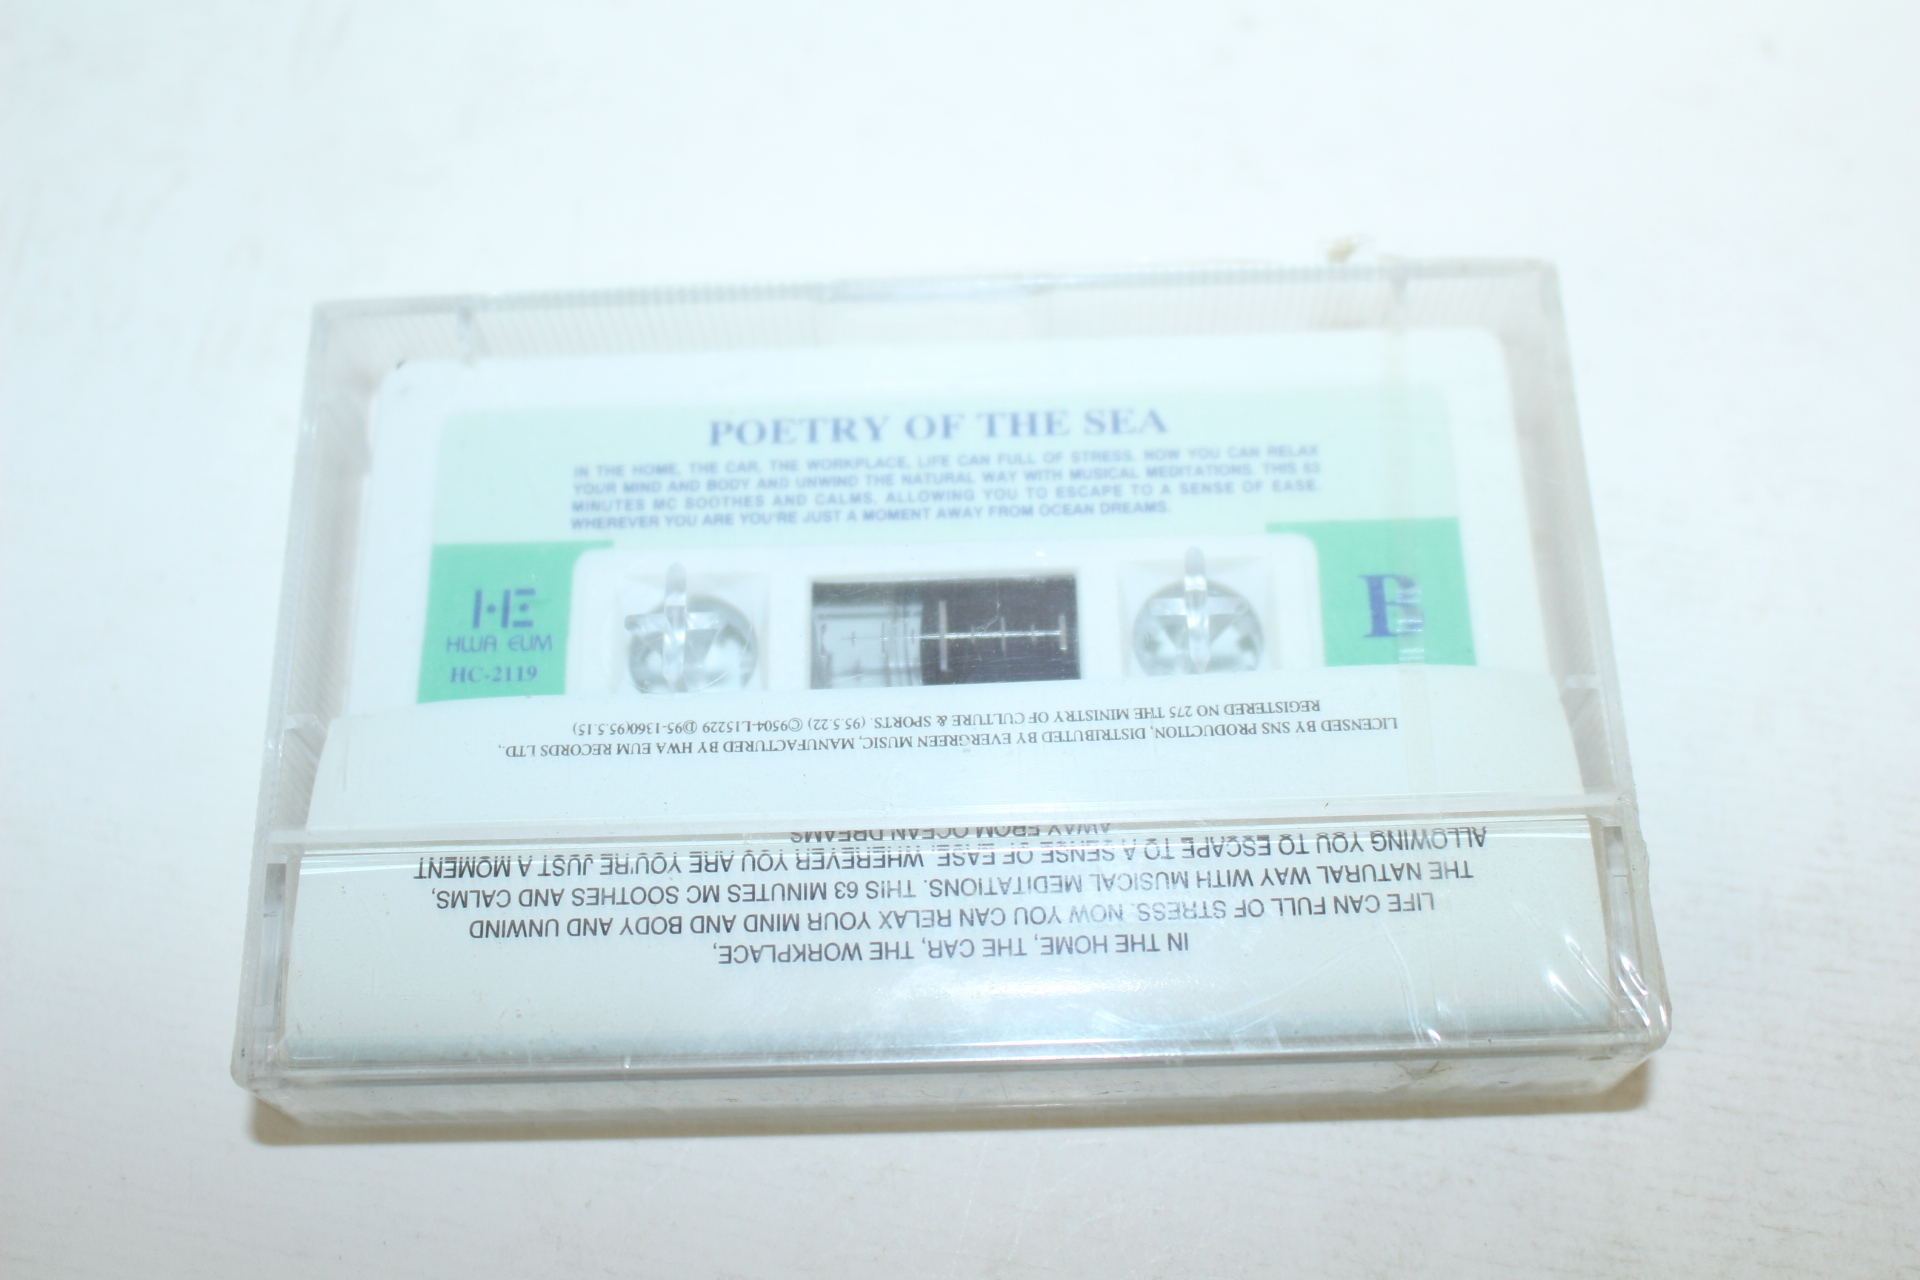 POETRY OF THE SEA
IN THE HOME, THE CAR, THE WORKPLACE, LIFE CAN FULL OF STRESS. NOW YOU CAN RELAX
YOUR MIND AND BODY AND UNWIND THE NATURAL WAY WITH MUSICAL MEDITATIONS. THIS 63
MINUTES MC SOOTHES AND CALMS, ALLOWING YOU TO ESCAPE TO A SENSE OF EASE.
WHEREVER YOU ARE YOU'RE JUST A MOMENT AWAY FROM OCEAN DREAMS.
HE
HWA EUM
HC-2119
B
IN THE HOME, THE CAR, THE WORKPLACE,
LIFE CAN FULL OF STRESS. NOW YOU CAN RELAX YOUR MIND AND BODY AND UNWIND
THE NATURAL WAY WITH MUSICAL MEDITATIONS. THIS 63 MINUTES MC SOOTHES AND CALMS,
ALLOWING YOU TO ESCAPE TO A SENSE OF EASE. WHEREVER YOU ARE YOU'RE JUST A MOMENT
AWAY FROM OCEAN DREAMS
LICENSED BY SNS PRODUCTION, DISTRIBUTED BY EVERGREEN MUSIC, MANUFACTURED BY HWA EUM RECORDS LTD.,
REGISTERED NO 275 THE MINISTRY OF CULTURE & SPORTS. (95.5.22) ©9504-L15229 ℗95-1360(95.5.15)